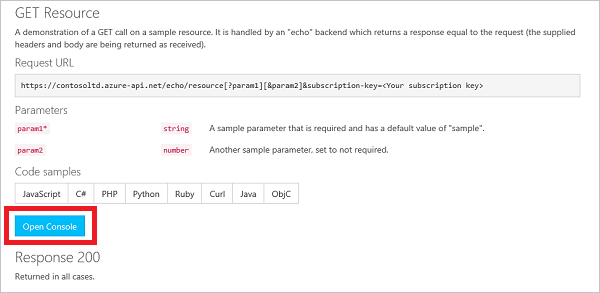 GET Resource
A demonstration of a GET call on a sample resource. It is handled by an "echo" backend which returns a response equal to the request (the supplied
headers and body are being returned as received).
Request URL
https://contosoltd.azure-api.net/echo/resource[?param1][&param2]&subscription-key=<Your subscription key>
Parameters
param1* string A sample parameter that is required and has a default value of "sample".
param2 number Another sample parameter, set to not required.
Code samples
JavaScript C# PHP Python Ruby Curl Java ObjC
Open Console
Response 200
Returned in all cases.